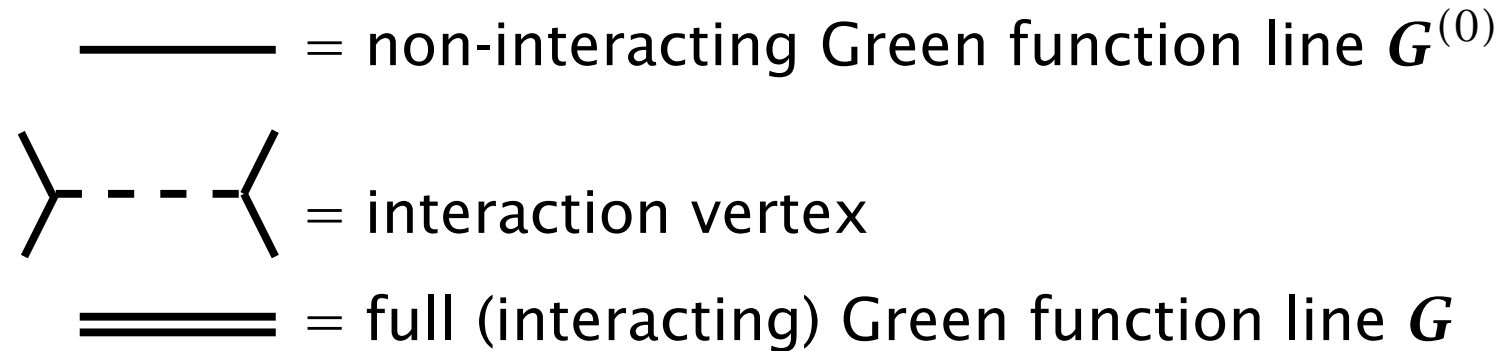 = non-interacting Green function line G^{(0)}
= interaction vertex
= full (interacting) Green function line G